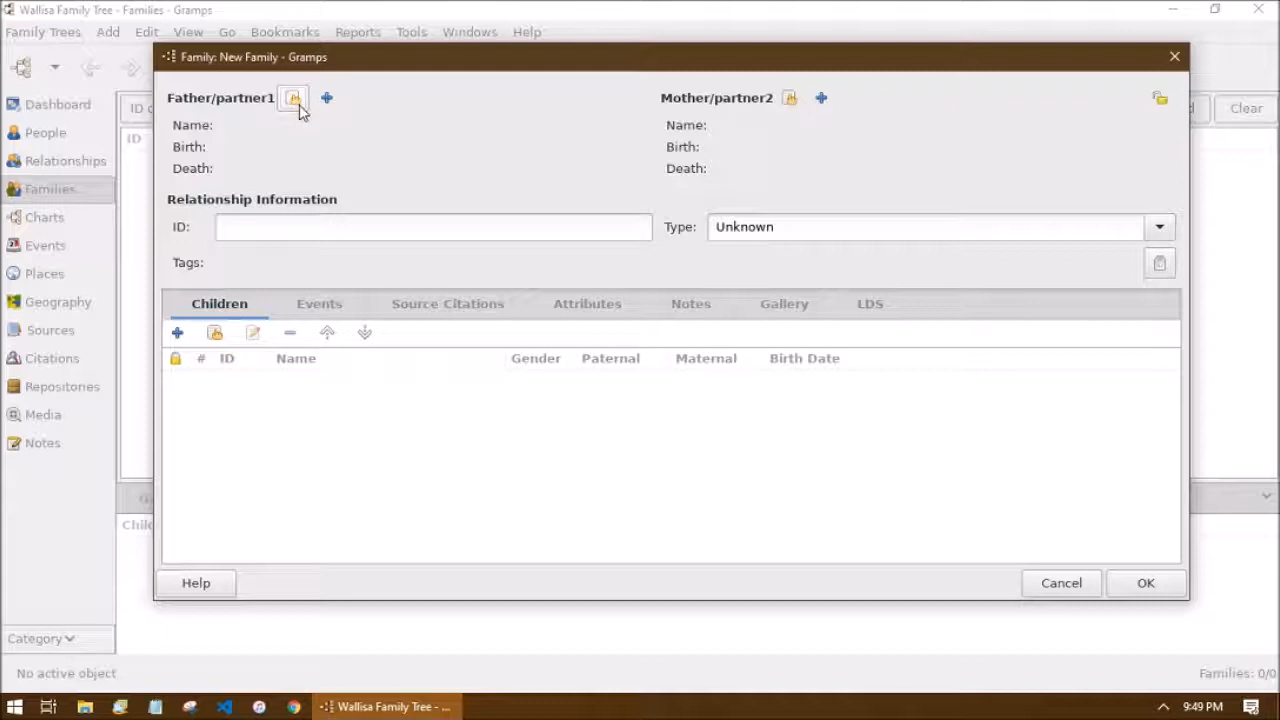 Wallisa Family Tree - Families - Gramps
Family Trees Add Edit View Go Bookmarks Reports Tools Windows Help
Family: New Family - Gramps
Dashboard
People
Relationships
Families
Charts
Events
Places
Geography
Sources
Citations
Repositories
Media
Notes
Category
ID
Clear
ID
Father/partner1
Mother/partner2
Name:
Name:
Birth:
Birth:
Death:
Death:
Relationship Information
ID:
Type: Unknown
Tags:
Children Events Source Citations Attributes Notes Gallery LDS
# ID Name Gender Paternal Maternal Birth Date
Help
Cancel
OK
No active object
Families: 0/0
Wallisa Family Tree - ...
9:49 PM